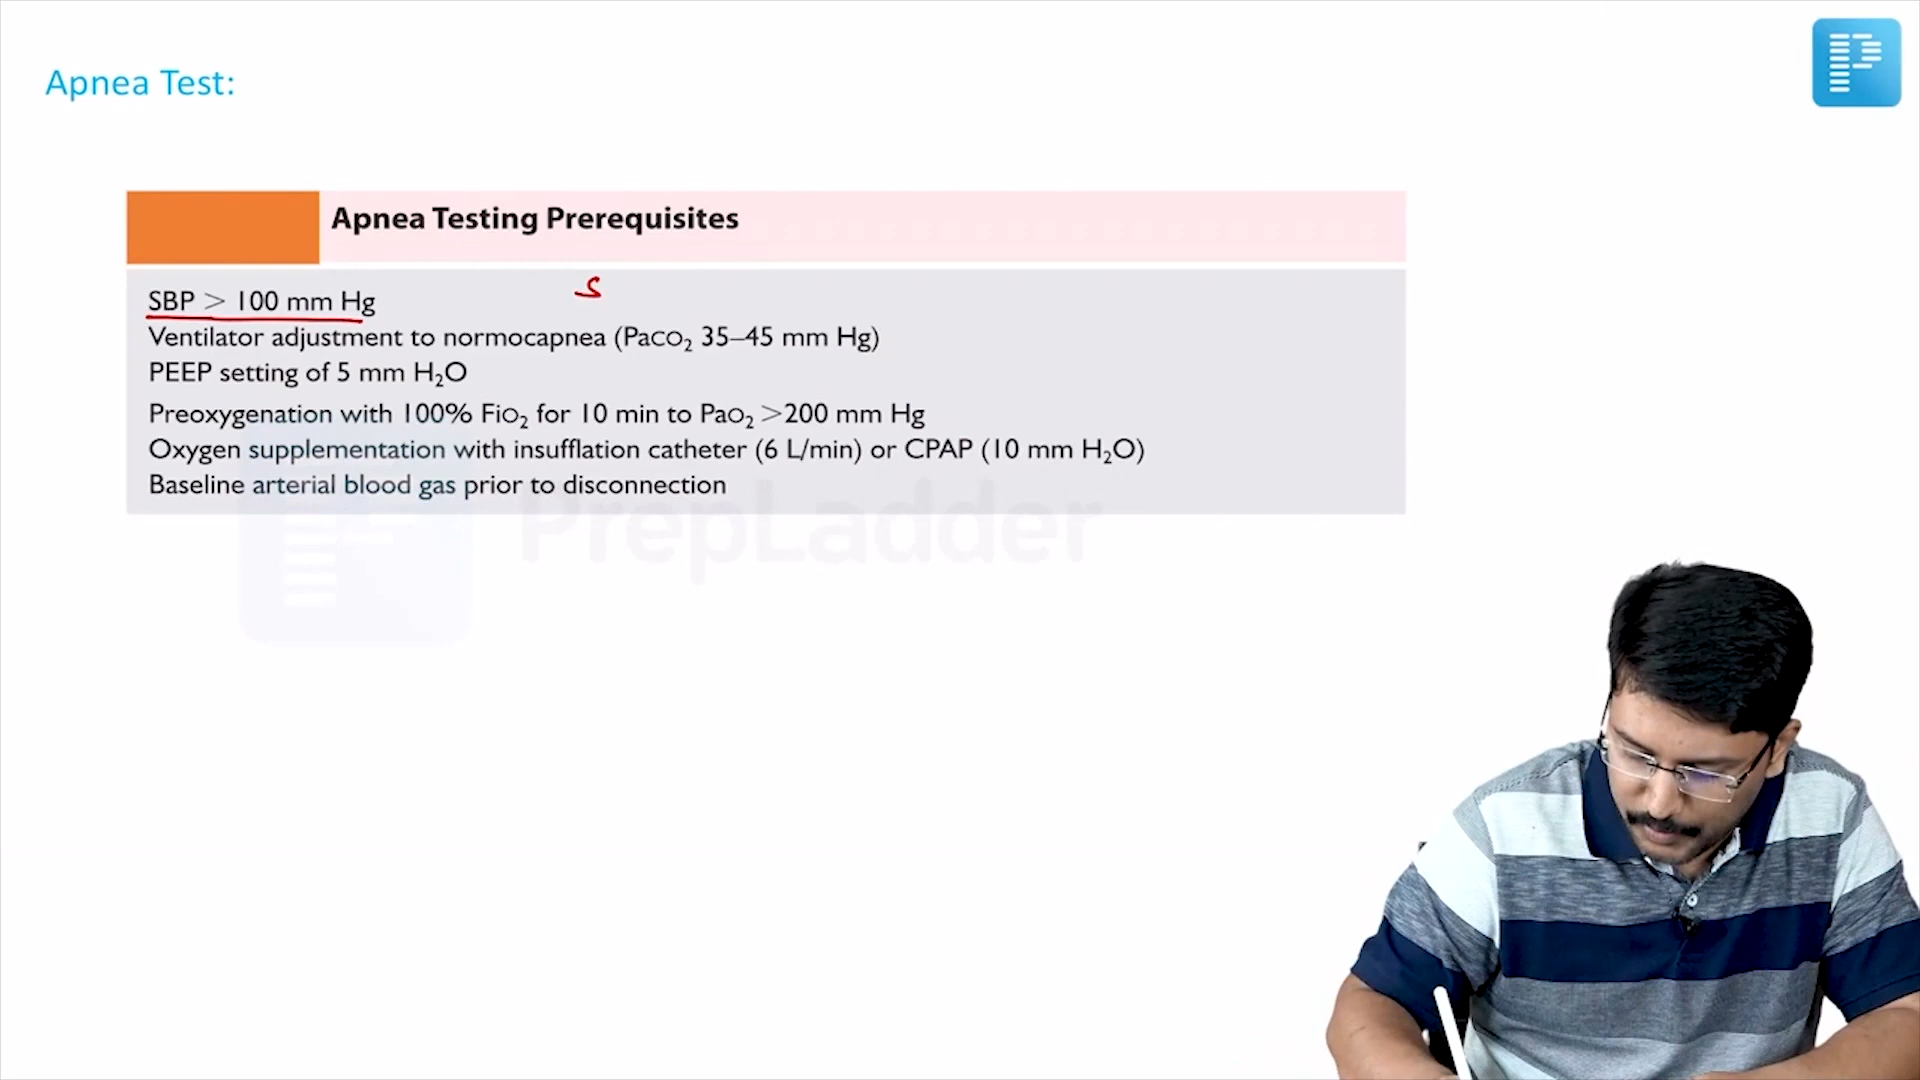 Apnea Test:
Apnea Testing Prerequisites
S
SBP > 100 mm Hg
Ventilator adjustment to normocapnea (PaCO₂ 35–45 mm Hg)
PEEP setting of 5 mm H₂O
Preoxygenation with 100% FiO₂ for 10 min to PaO₂ >200 mm Hg
Oxygen supplementation with insufflation catheter (6 L/min) or CPAP (10 mm H₂O)
Baseline arterial blood gas prior to disconnection
PrepLadder